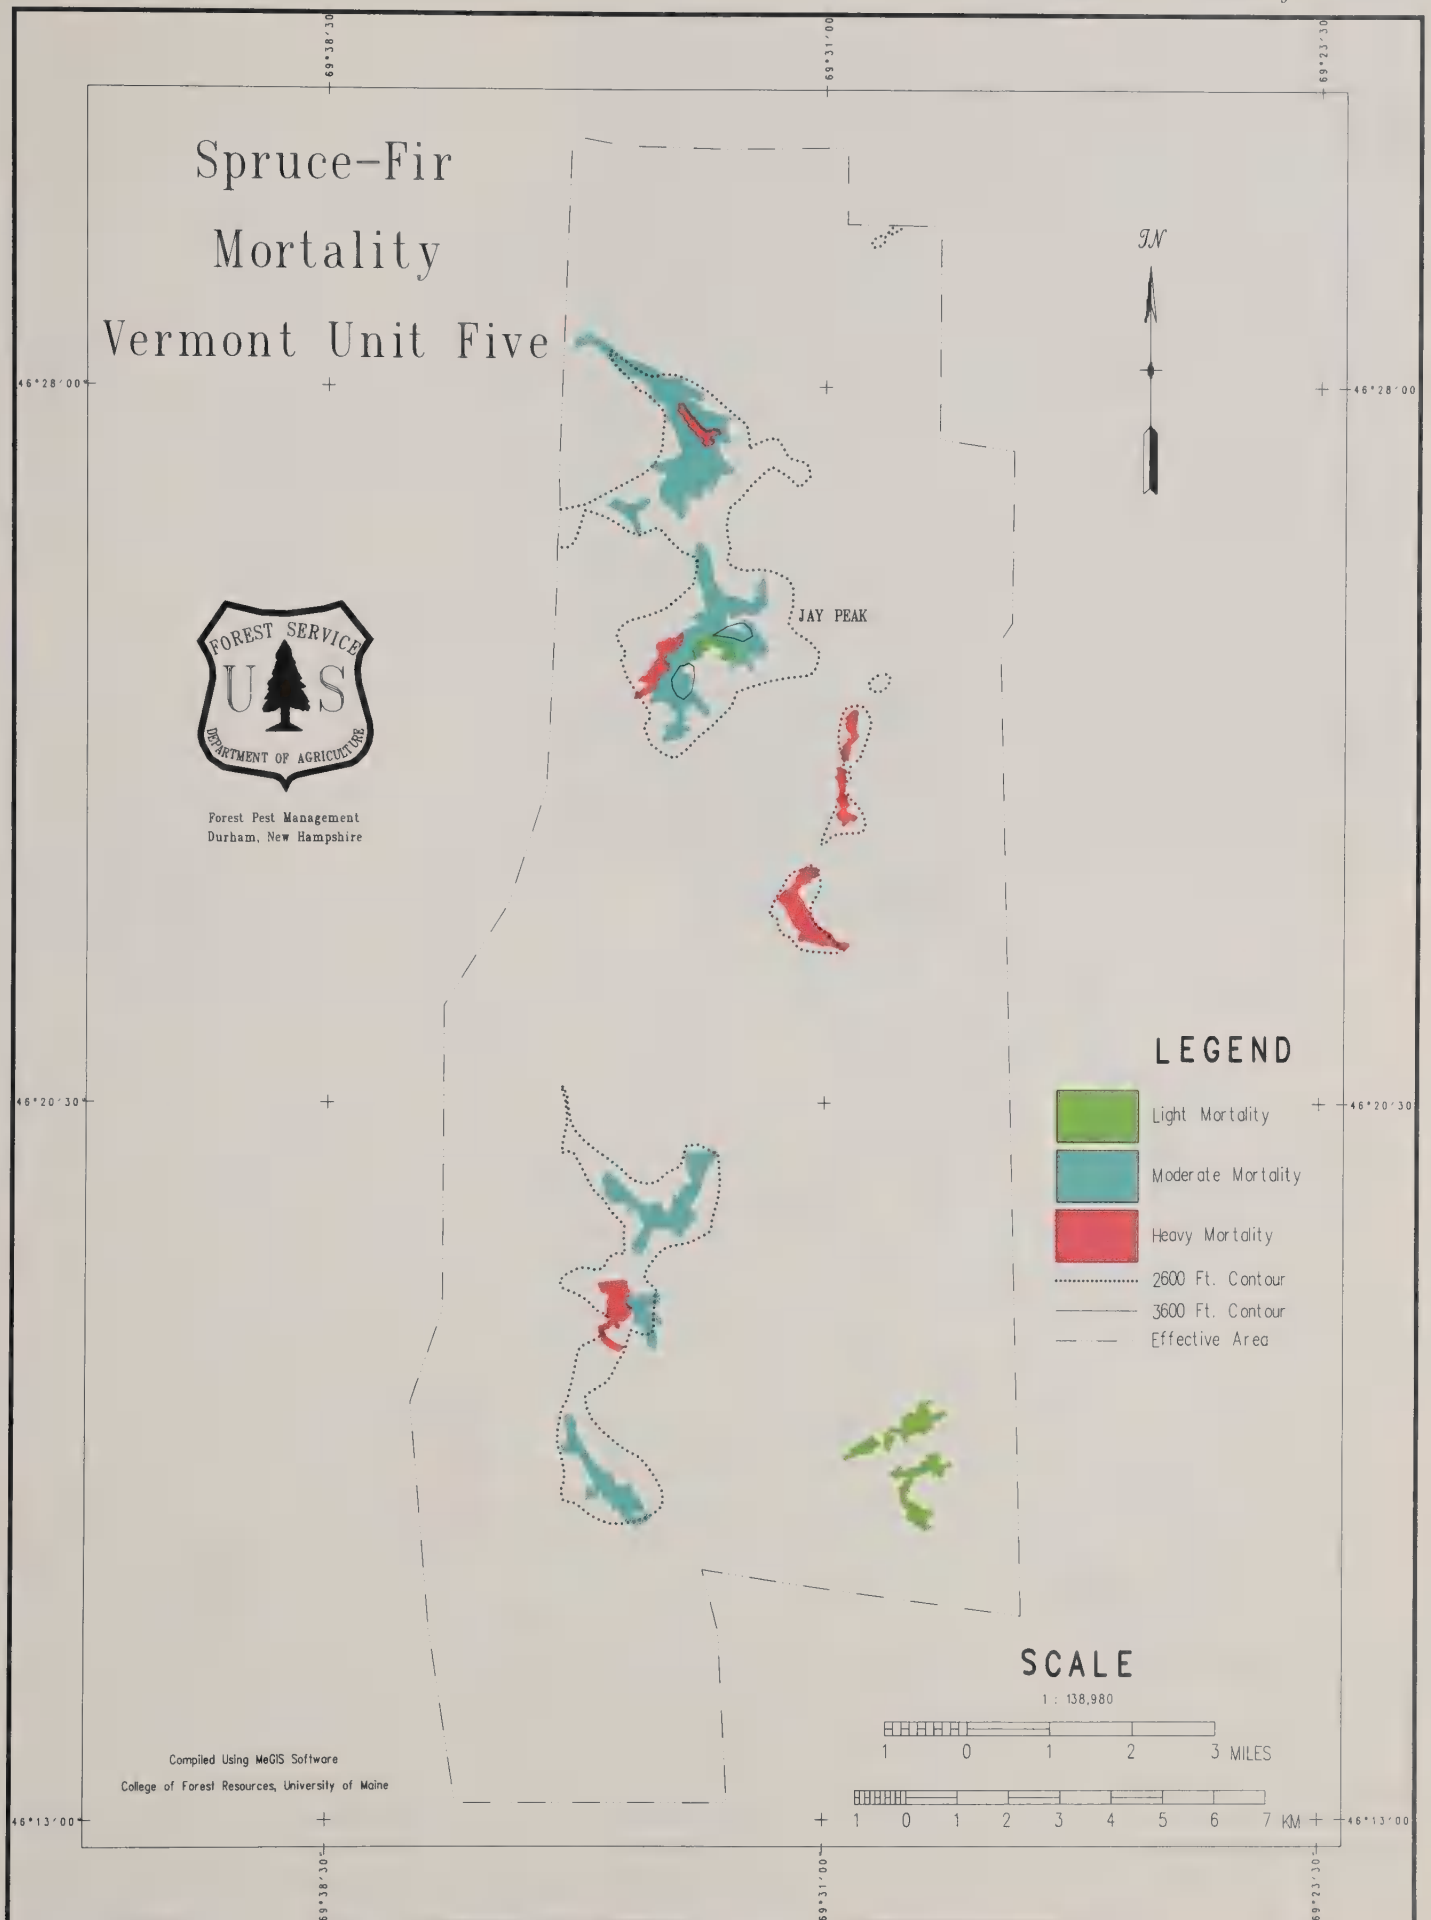 69°38'30
69°31'00
69°23'30
Spruce-Fir
Mortality
Vermont Unit Five
TN
46°28'00"
46°28'00
JAY PEAK
FOREST SERVICE
U S
DEPARTMENT OF AGRICULTURE
Forest Pest Management
Durham, New Hampshire
LEGEND
46°20'30"
46°20'30
Light Mortality
Moderate Mortality
Heavy Mortality
2600 Ft. Contour
3600 Ft. Contour
Effective Area
SCALE
1 : 138,980
1 0 1 2 3 MILES
Compiled Using MeGIS Software
College of Forest Resources, University of Maine
1 0 1 2 3 4 5 6 7 KM
46°13'00"
46°13'00
69°38'30
69°31'00
69°23'30